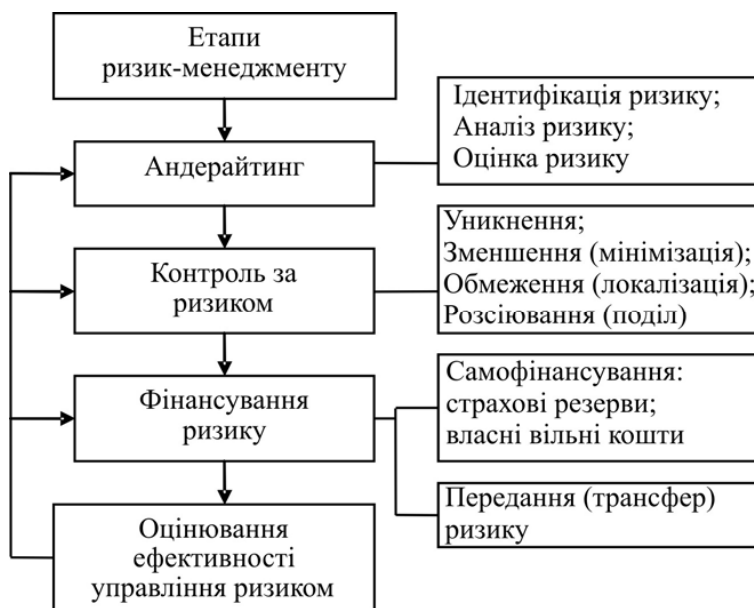 Етапи
ризик-менеджменту
Андерайтинг
Ідентифікація ризику;
Аналіз ризику;
Оцінка ризику
Контроль за
ризиком
Уникнення;
Зменшення (мінімізація);
Обмеження (локалізація);
Розсіювання (поділ)
Фінансування
ризику
Самофінансування:
страхові резерви;
власні вільні кошти
Передання (трансфер)
ризику
Оцінювання
ефективності
управління ризиком